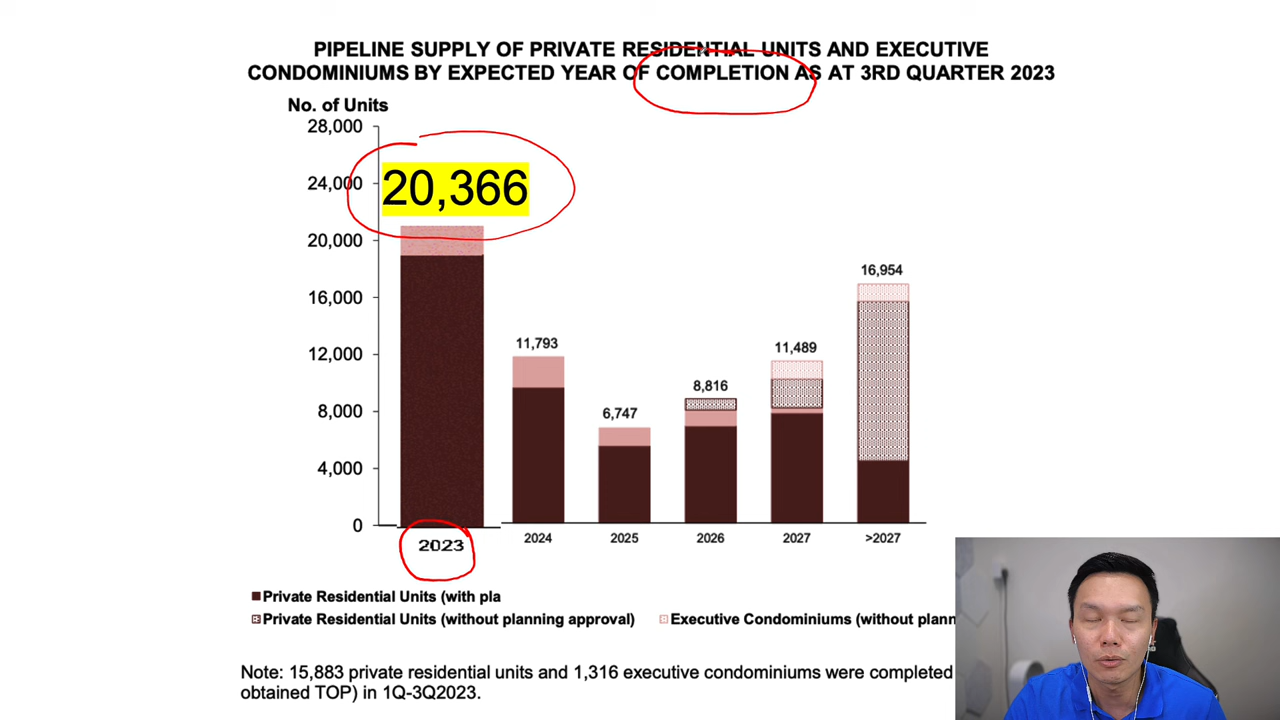 PIPELINE SUPPLY OF PRIVATE RESIDENTIAL UNITS AND EXECUTIVE
CONDOMINIUMS BY EXPECTED YEAR OF COMPLETION AS AT 3RD QUARTER 2023
No. of Units
28,000
24,000
20,000
16,000
12,000
8,000
4,000
0
20,366
11,793
6,747
8,816
11,489
16,954
2023
2024
2025
2026
2027
>2027
Private Residential Units (with pla
Private Residential Units (without planning approval)
Executive Condominiums (without plann
Note: 15,883 private residential units and 1,316 executive condominiums were completed
obtained TOP) in 1Q-3Q2023.